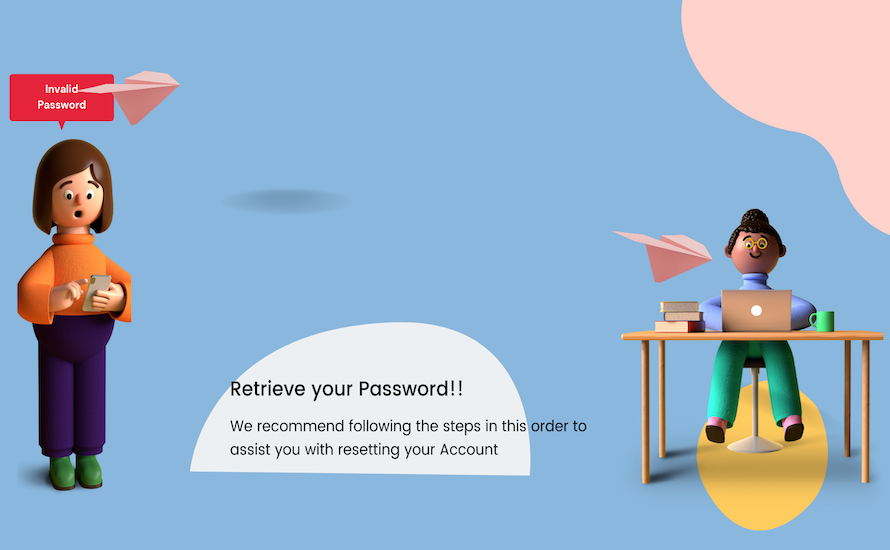 Invalid
Password
Retrieve your Password!!
We recommend following the steps in this order to
assist you with resetting your Account